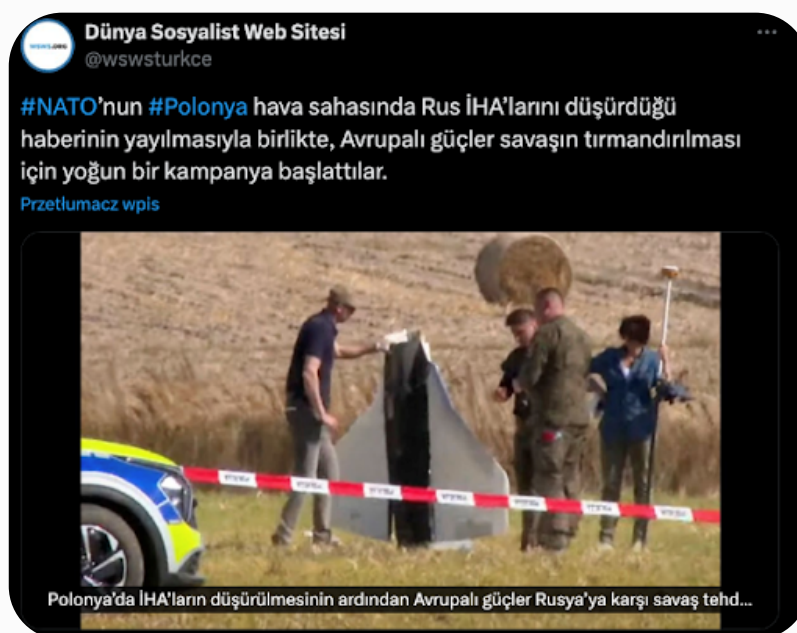 Dünya Sosyalist Web Sitesi
wsws.org
@wswsturkce
#NATO’nun #Polonya hava sahasında Rus İHA’larını düşürdüğü
haberinin yayılmasıyla birlikte, Avrupalı güçler savaşın tırmandırılması
için yoğun bir kampanya başlattılar.
Przetłumacz wpis
Polonya’da İHA’ların düşürülmesinin ardından Avrupalı güçler Rusya’ya karşı savaş tehd...